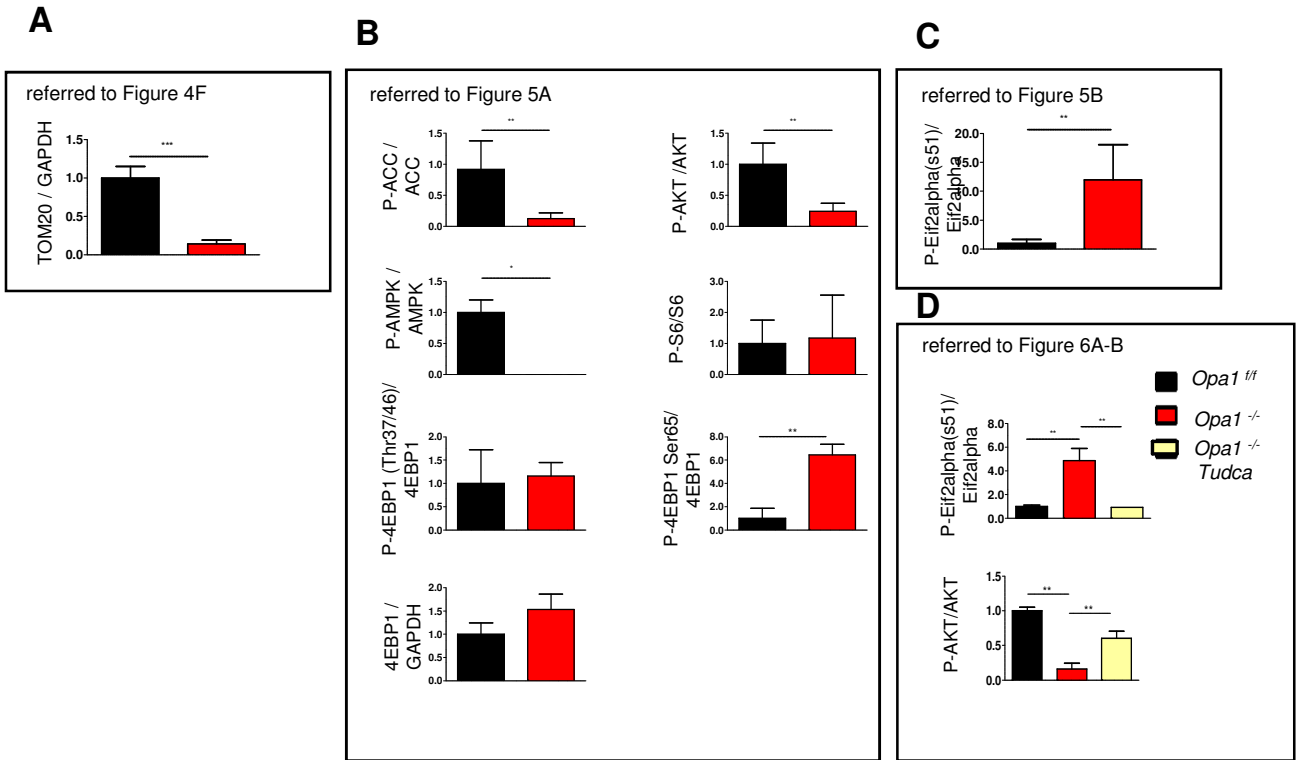 A
referred to Figure 4F
TOM20 / GAPDH
1.5
1.0
0.5
0.0
***
B
referred to Figure 5A
P-ACC /
ACC
1.5
1.0
0.5
0.0
**
P-AKT /AKT
1.5
1.0
0.5
0.0
**
P-AMPK /
AMPK
1.5
1.0
0.5
0.0
*
P-S6/S6
3.0
2.0
1.0
0.0
P-4EBP1 (Thr37/46)/
4EBP1
2.0
1.5
1.0
0.5
0.0
P-4EBP1 Ser65/
4EBP1
8.0
6.0
4.0
2.0
0.0
**
4EBP1 /
GAPDH
2.0
1.5
1.0
0.5
0.0
C
referred to Figure 5B
P-Eif2alpha(s51)/
Eif2alpha
20.0
15.0
10.0
5.0
0.0
**
D
referred to Figure 6A-B
Opa1 f/f
Opa1 -/-
Opa1 -/-
Tudca
P-Eif2alpha(s51)/
Eif2alpha
8.0
6.0
4.0
2.0
0.0
**
**
P-AKT/AKT
1.5
1.0
0.5
0.0
**
**